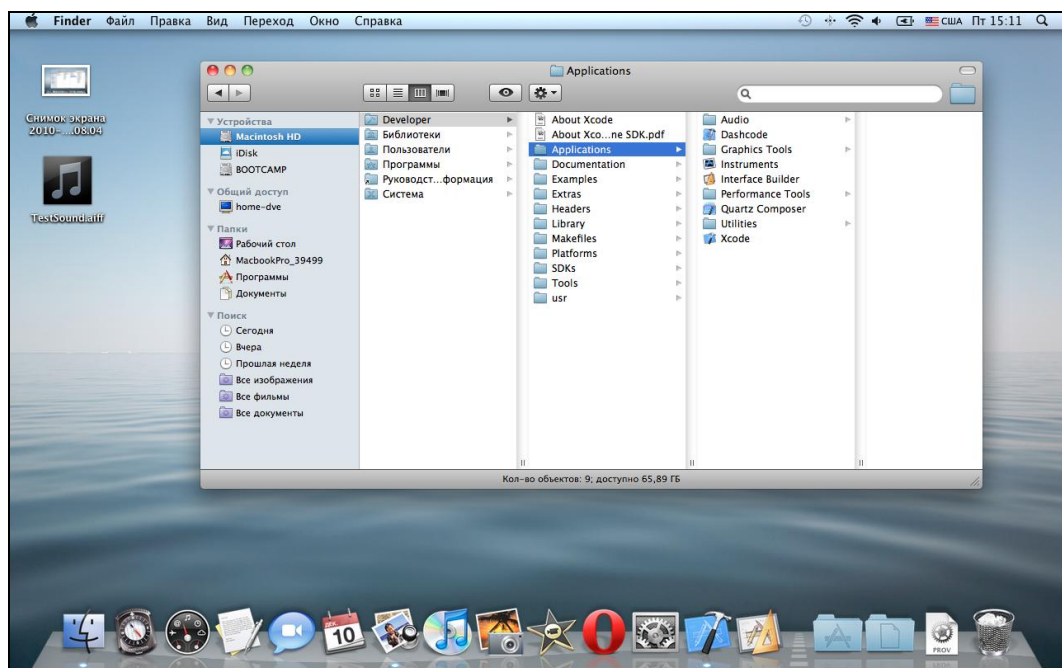 Finder Файл Правка Вид Переход Окно Справка США Пт 15:11
Снимок экрана
2010-...08.04
TestSound.aiff
Applications
Устройства
Macintosh HD
iDisk
BOOTCAMP
Общий доступ
home-dve
Папки
Рабочий стол
MacbookPro_39499
Программы
Документы
Поиск
Сегодня
Вчера
Прошлая неделя
Все изображения
Все фильмы
Все документы
Developer
Библиотеки
Пользователи
Программы
Руководст...формация
Система
About Xcode
About Xco...ne SDK.pdf
Applications
Documentation
Examples
Extras
Headers
Library
Makefiles
Platforms
SDKs
Tools
usr
Audio
Dashcode
Graphics Tools
Instruments
Interface Builder
Performance Tools
Quartz Composer
Utilities
Xcode
Кол-во объектов: 9; доступно 65,89 ГБ
ДЕК.
10
PROV